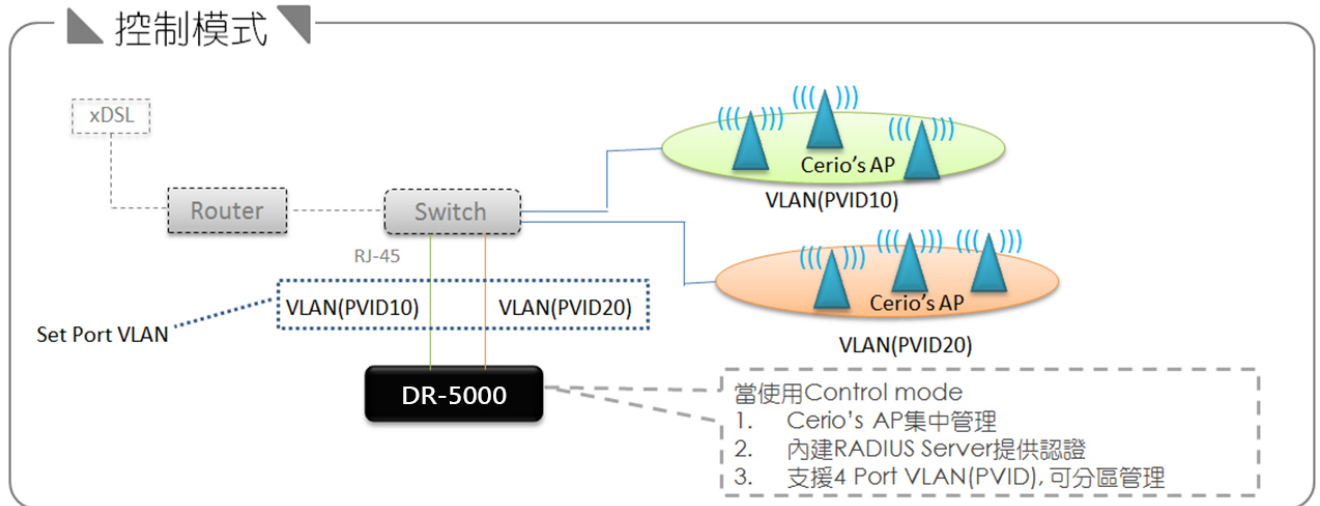 控制模式
xDSL
Router
Switch
RJ-45
Cerio's AP
VLAN(PVID10)
Cerio's AP
VLAN(PVID20)
VLAN(PVID10)
VLAN(PVID20)
Set Port VLAN
DR-5000
當使用Control mode
1. Cerio's AP集中管理
2. 內建RADIUS Server提供認證
3. 支援4 Port VLAN(PVID), 可分區管理